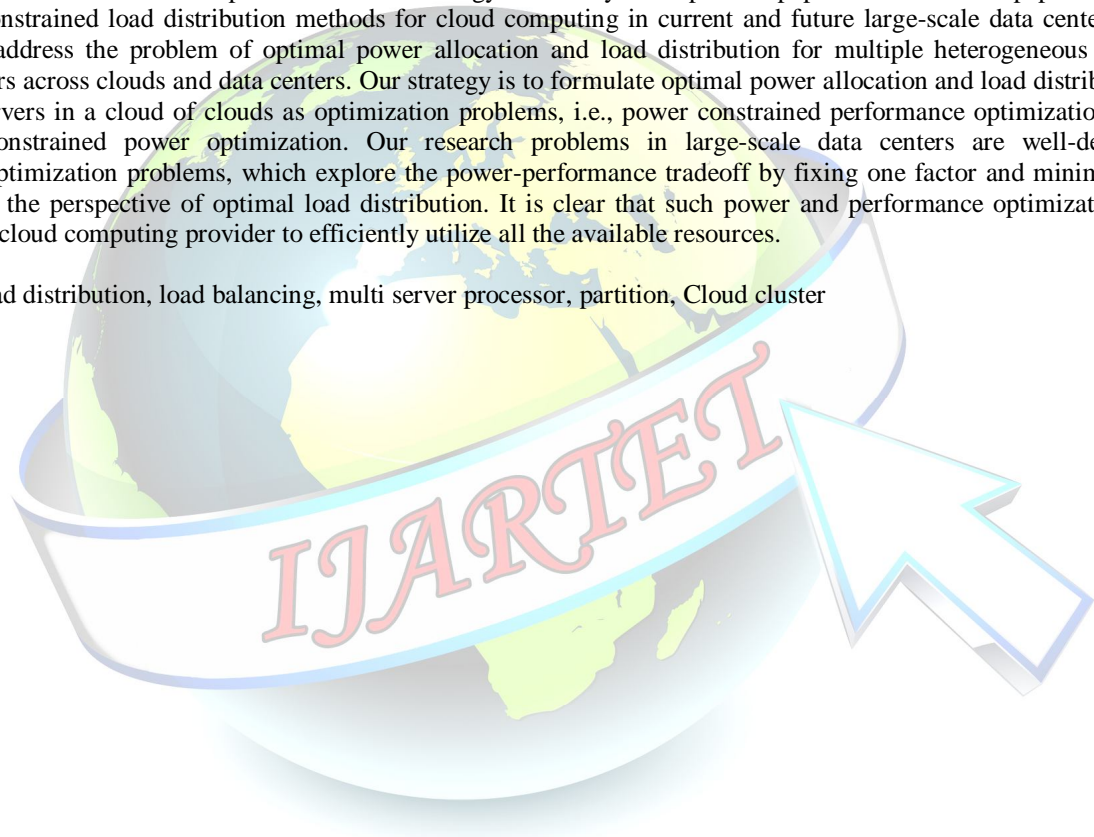 onstrained load distribution methods for cloud computing in current and future large-scale data cente
address the problem of optimal power allocation and load distribution for multiple heterogeneous
rs across clouds and data centers. Our strategy is to formulate optimal power allocation and load distrib
rvers in a cloud of clouds as optimization problems, i.e., power constrained performance optimization
onstrained power optimization. Our research problems in large-scale data centers are well-de
ptimization problems, which explore the power-performance tradeoff by fixing one factor and minim
the perspective of optimal load distribution. It is clear that such power and performance optimizat
cloud computing provider to efficiently utilize all the available resources.
ad distribution, load balancing, multi server processor, partition, Cloud cluster
IJARTET